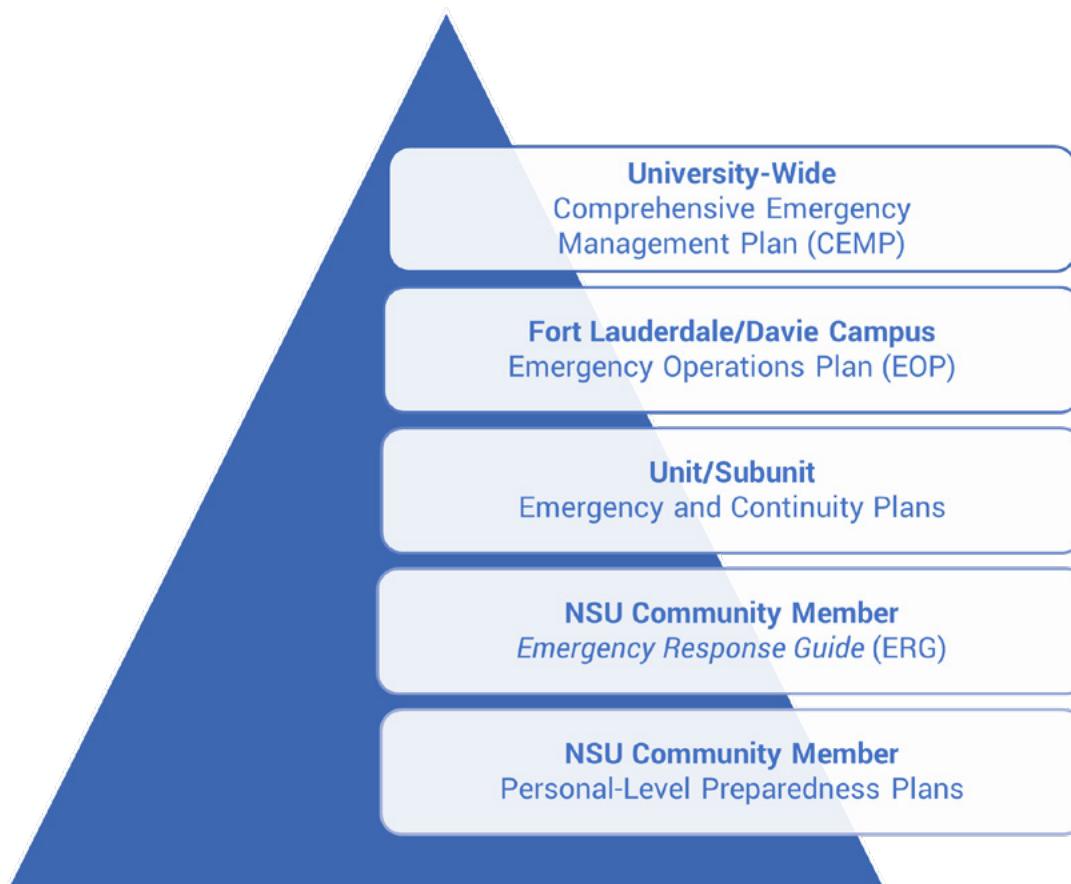 University-Wide
Comprehensive Emergency
Management Plan (CEMP)
Fort Lauderdale/Davie Campus
Emergency Operations Plan (EOP)
Unit/Subunit
Emergency and Continuity Plans
NSU Community Member
Emergency Response Guide (ERG)
NSU Community Member
Personal-Level Preparedness Plans